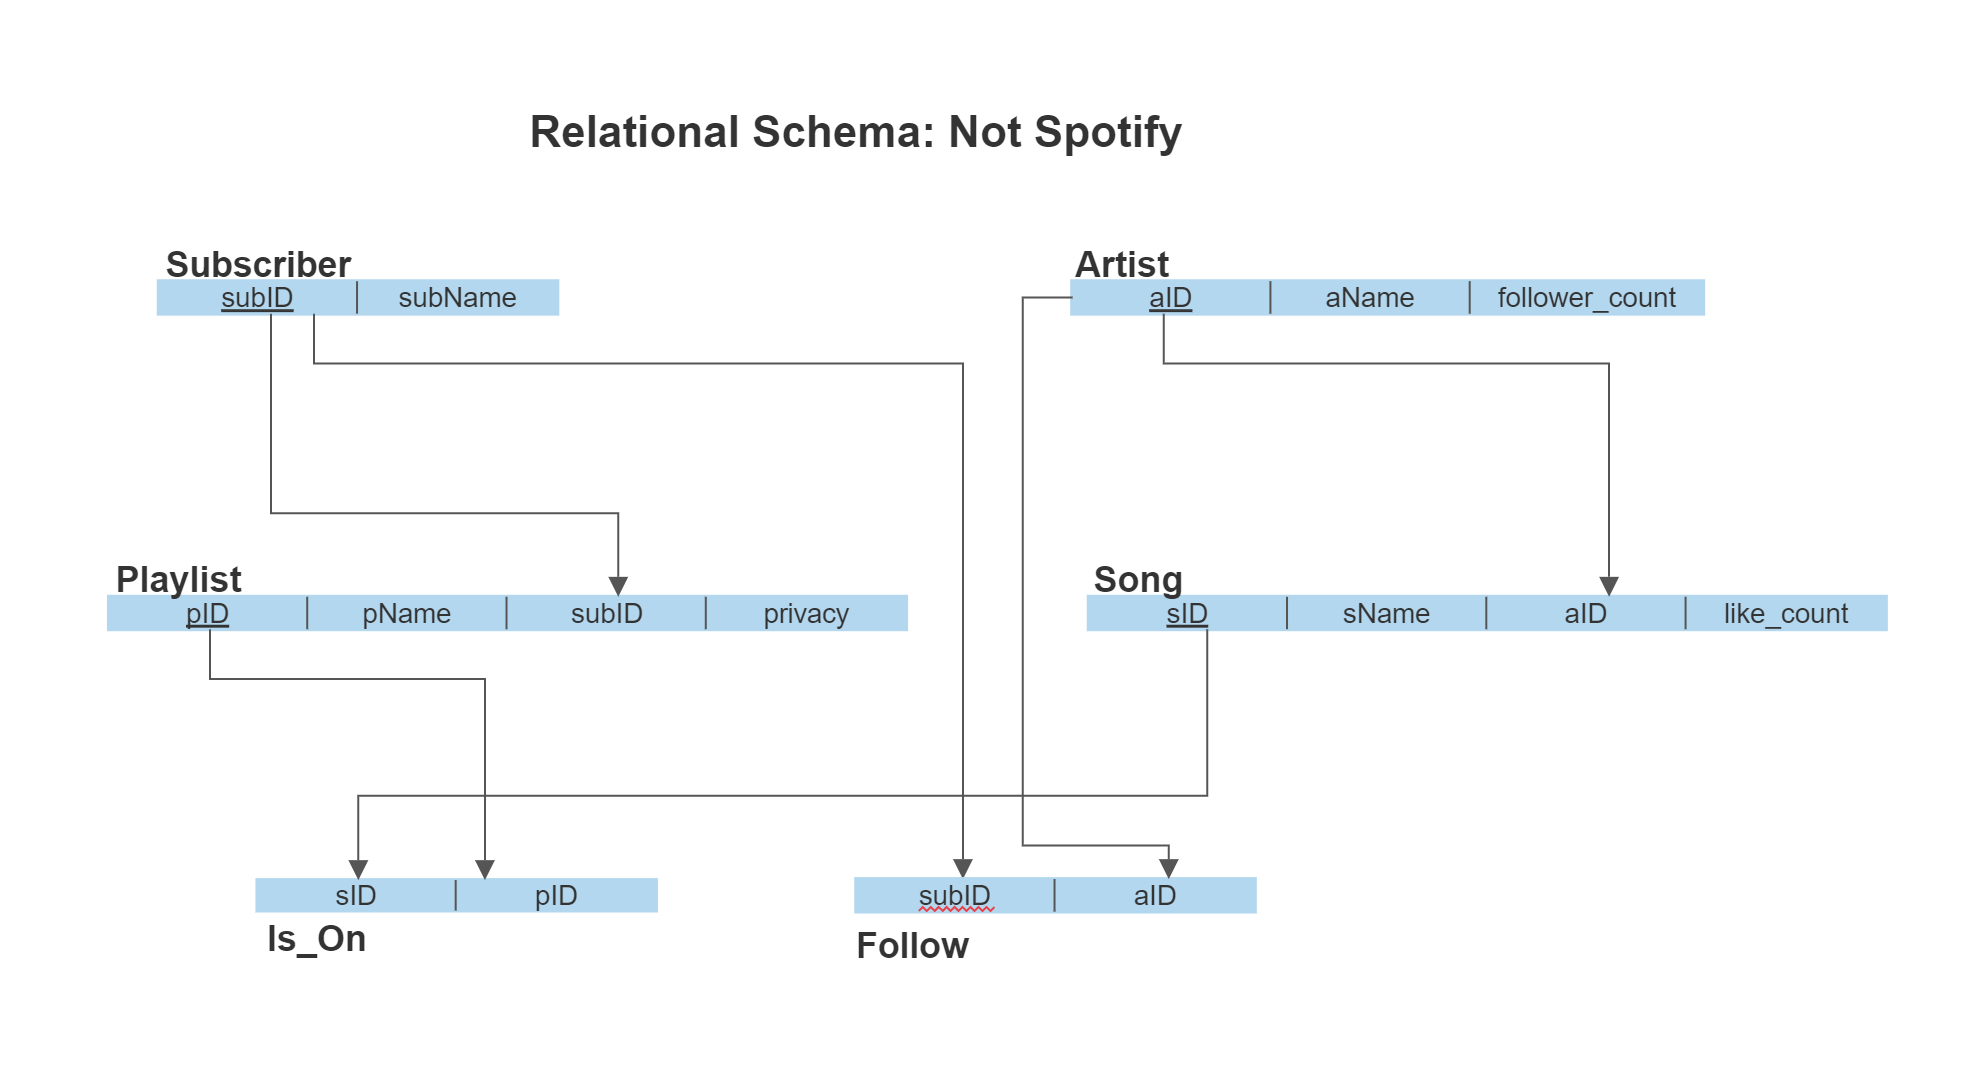 Relational Schema: Not Spotify
Subscriber
subID | subName
Artist
aID | aName | follower_count
Playlist
pID | pName | subID | privacy
Song
sID | sName | aID | like_count
sID | pID
Is_On
subID | aID
Follow